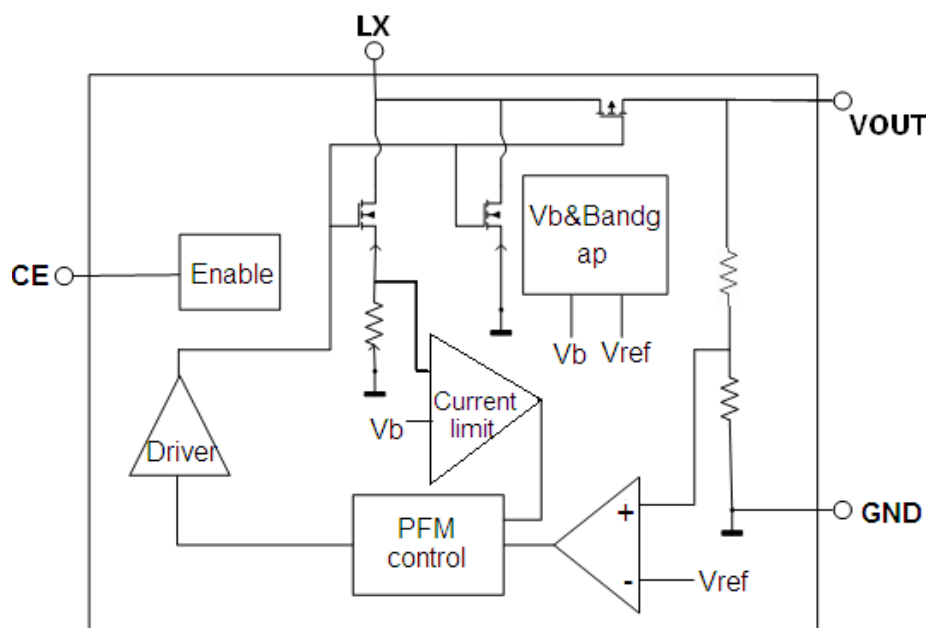 LX
VOUT
Vb&Bandg
ap
CE
Enable
Vb
Vref
Current
limit
Vb
Driver
PFM
control
+
-
GND
Vref